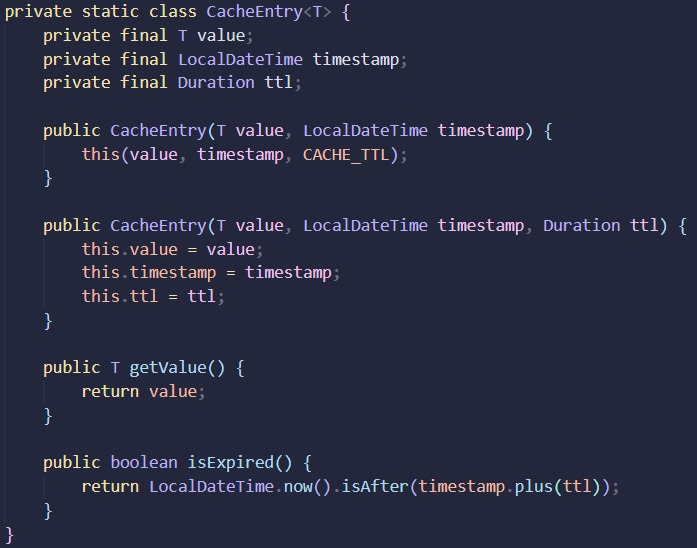 private static class CacheEntry<T> {
    private final T value;
    private final LocalDateTime timestamp;
    private final Duration ttl;

    public CacheEntry(T value, LocalDateTime timestamp) {
        this(value, timestamp, CACHE_TTL);
    }

    public CacheEntry(T value, LocalDateTime timestamp, Duration ttl) {
        this.value = value;
        this.timestamp = timestamp;
        this.ttl = ttl;
    }

    public T getValue() {
        return value;
    }

    public boolean isExpired() {
        return LocalDateTime.now().isAfter(timestamp.plus(ttl));
    }
}